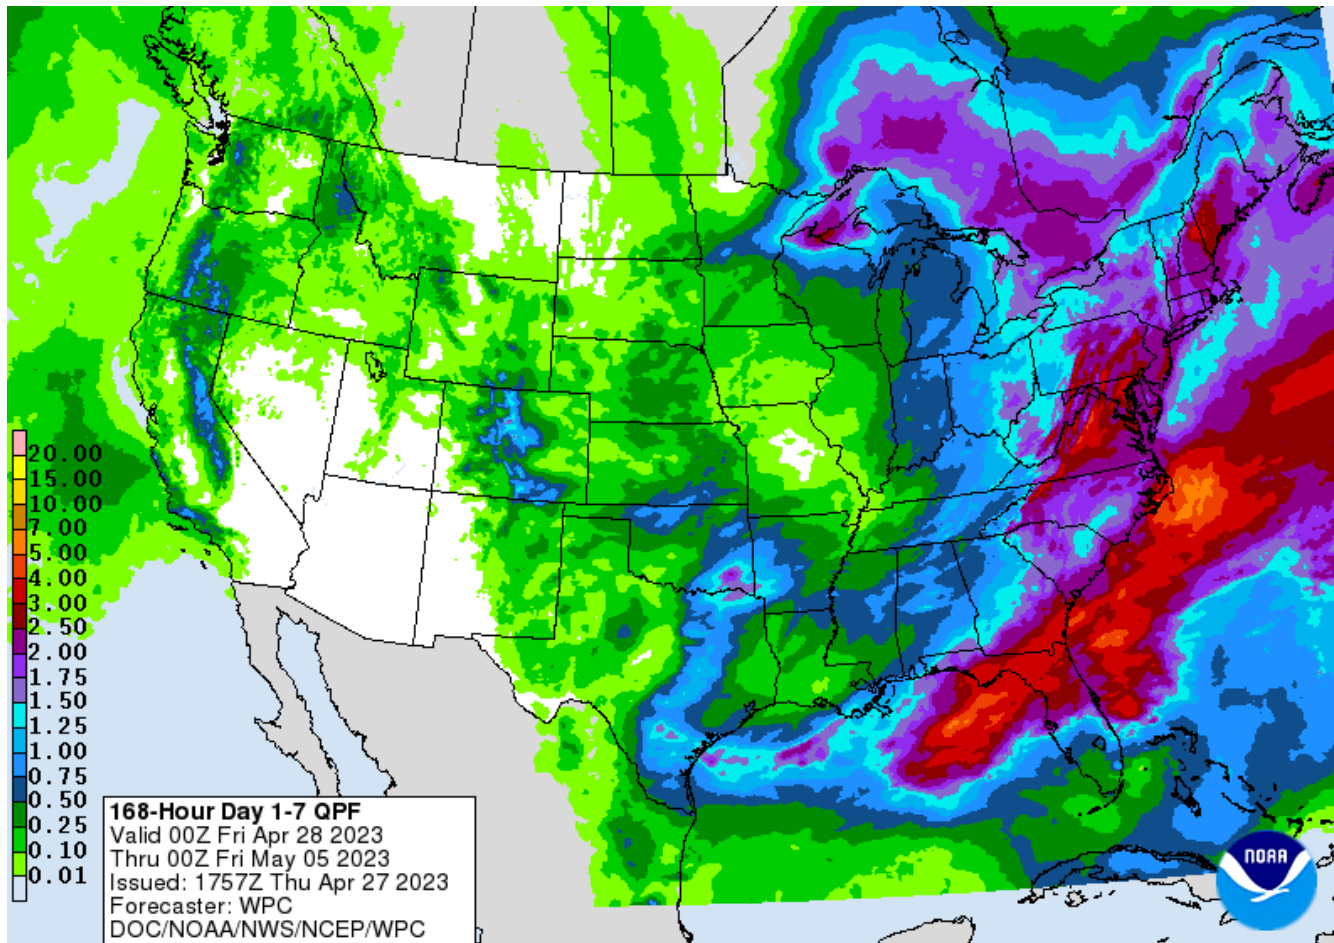 20.00
15.00
10.00
7.00
5.00
4.00
3.00
2.50
2.00
1.75
1.50
1.25
1.00
0.75
0.50
0.25
0.10
0.01
168-Hour Day 1-7 QPF
Valid 00Z Fri Apr 28 2023
Thru 00Z Fri May 05 2023
Issued: 1757Z Thu Apr 27 2023
Forecaster: WPC
DOC/NOAA/NWS/NCEP/WPC
NOAA